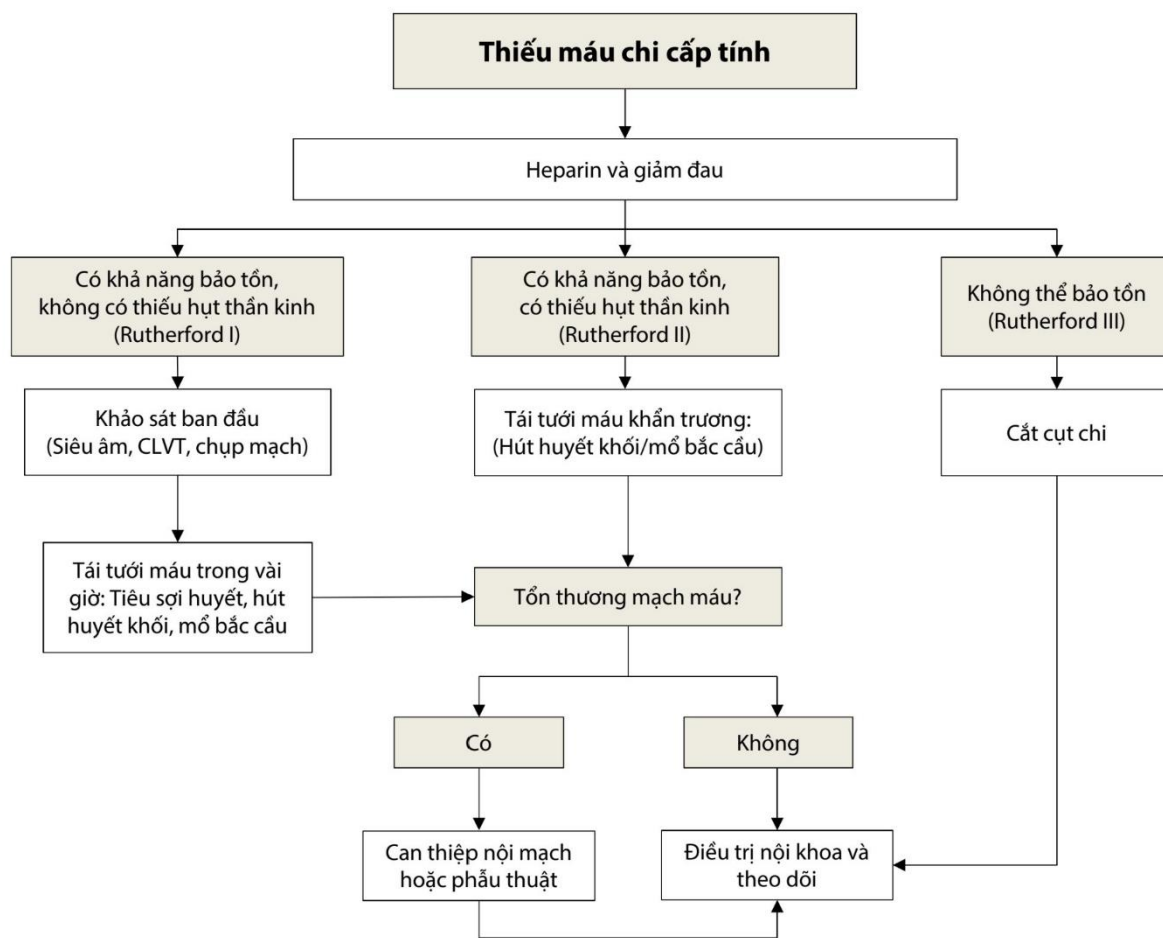 Thiếu máu chi cấp tính
Heparin và giảm đau
Có khả năng bảo tồn,
không có thiếu hụt thần kinh
(Rutherford I)
Có khả năng bảo tồn,
có thiếu hụt thần kinh
(Rutherford II)
Không thể bảo tồn
(Rutherford III)
Khảo sát ban đầu
(Siêu âm, CLVT, chụp mạch)
Tái tưới máu khẩn trương:
(Hút huyết khối/mổ bắc cầu)
Cắt cụt chi
Tái tưới máu trong vài
giờ: Tiêu sợi huyết, hút
huyết khối, mổ bắc cầu
Tổn thương mạch máu?
Có
Không
Can thiệp nội mạch
hoặc phẫu thuật
Điều trị nội khoa và
theo dõi